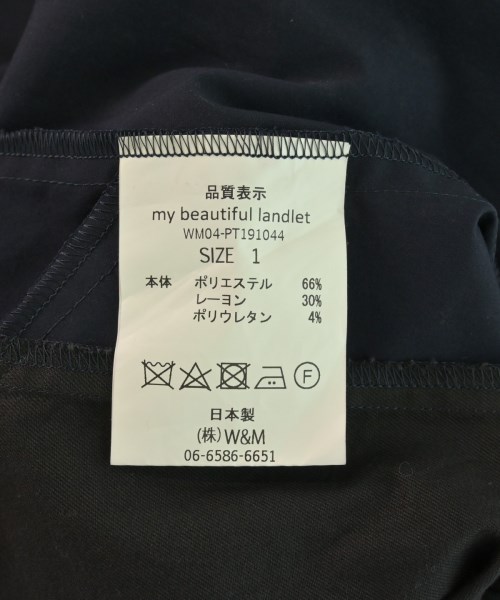 品質表示
my beautiful landlet
WM04-PT191044
SIZE 1
本体 ポリエステル 66%
レーヨン 30%
ポリウレタン 4%
F
日本製
(株) W&M
06-6586-6651